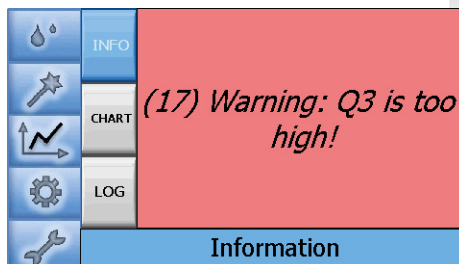 INFO
CHART
LOG
(17) Warning: Q3 is too
high!
Information